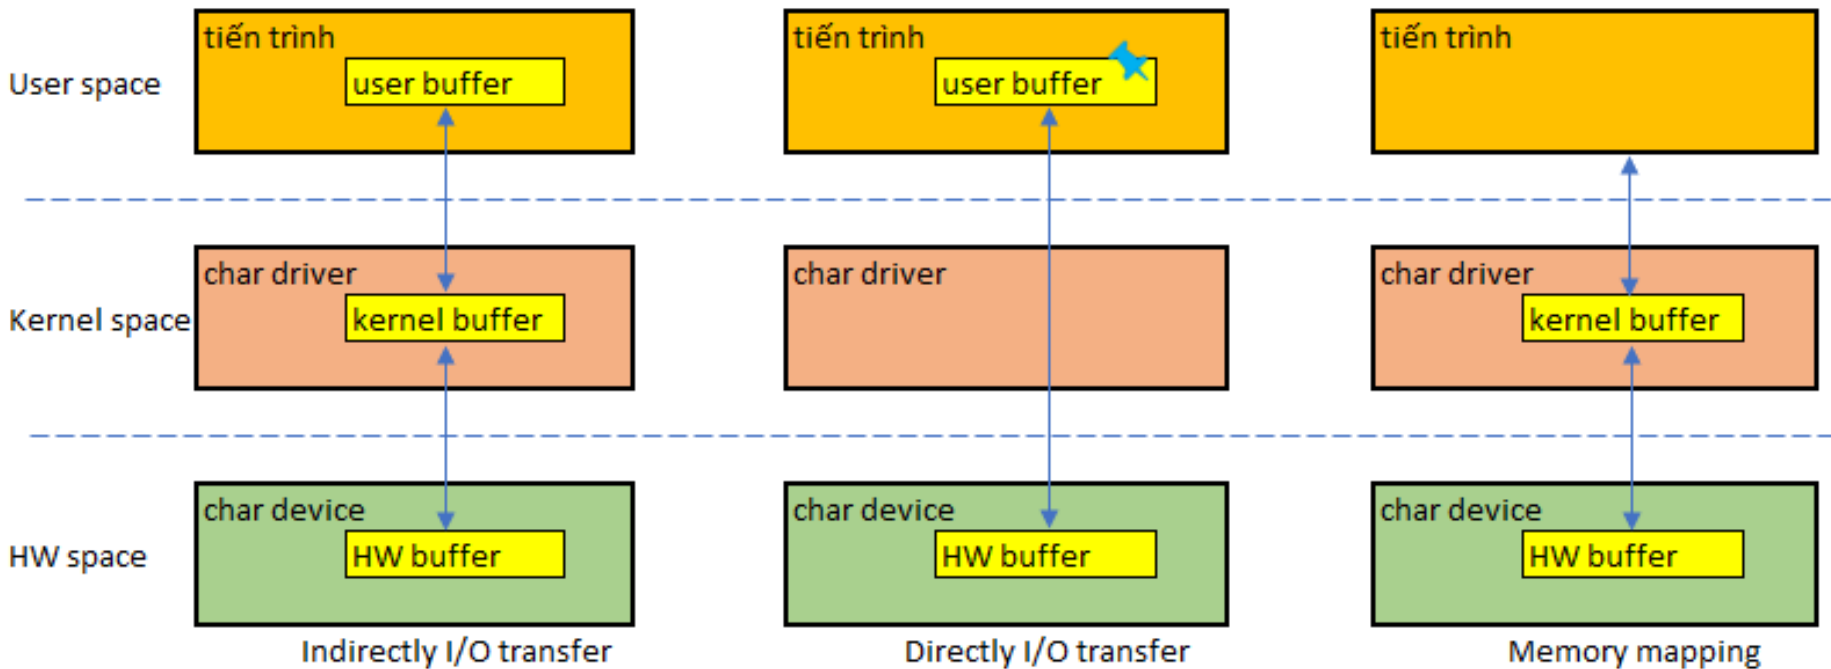 tiến trình
tiến trình
tiến trình
User space
user buffer
user buffer
char driver
char driver
char driver
Kernel space
kernel buffer
kernel buffer
char device
char device
char device
HW space
HW buffer
HW buffer
HW buffer
Indirectly I/O transfer
Directly I/O transfer
Memory mapping